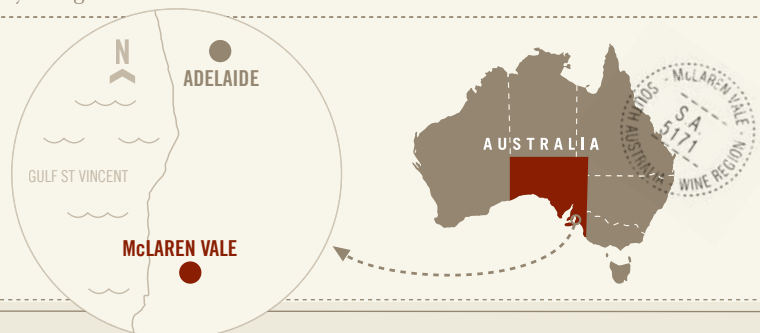 N
ADELAIDE
GULF ST VINCENT
McLAREN VALE
AUSTRALIA
McLAREN VALE - SOUTH AUSTRALIA - WINE REGION -
S.A.
5171